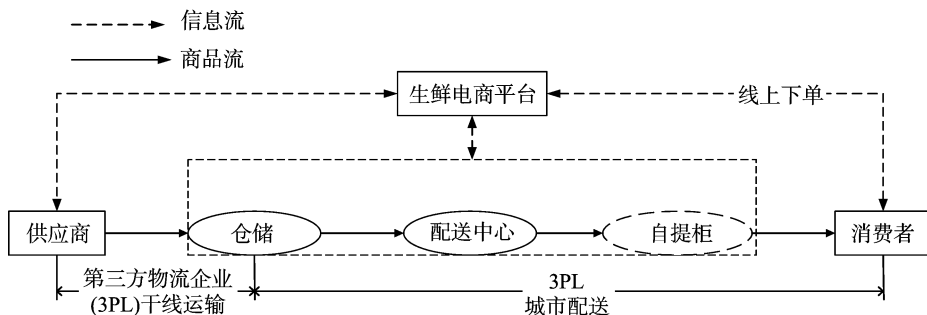 信息流
商品流
生鲜电商平台
线上下单
供应商
仓储
配送中心
自提柜
消费者
第三方物流企业
(3PL)干线运输
3PL
城市配送